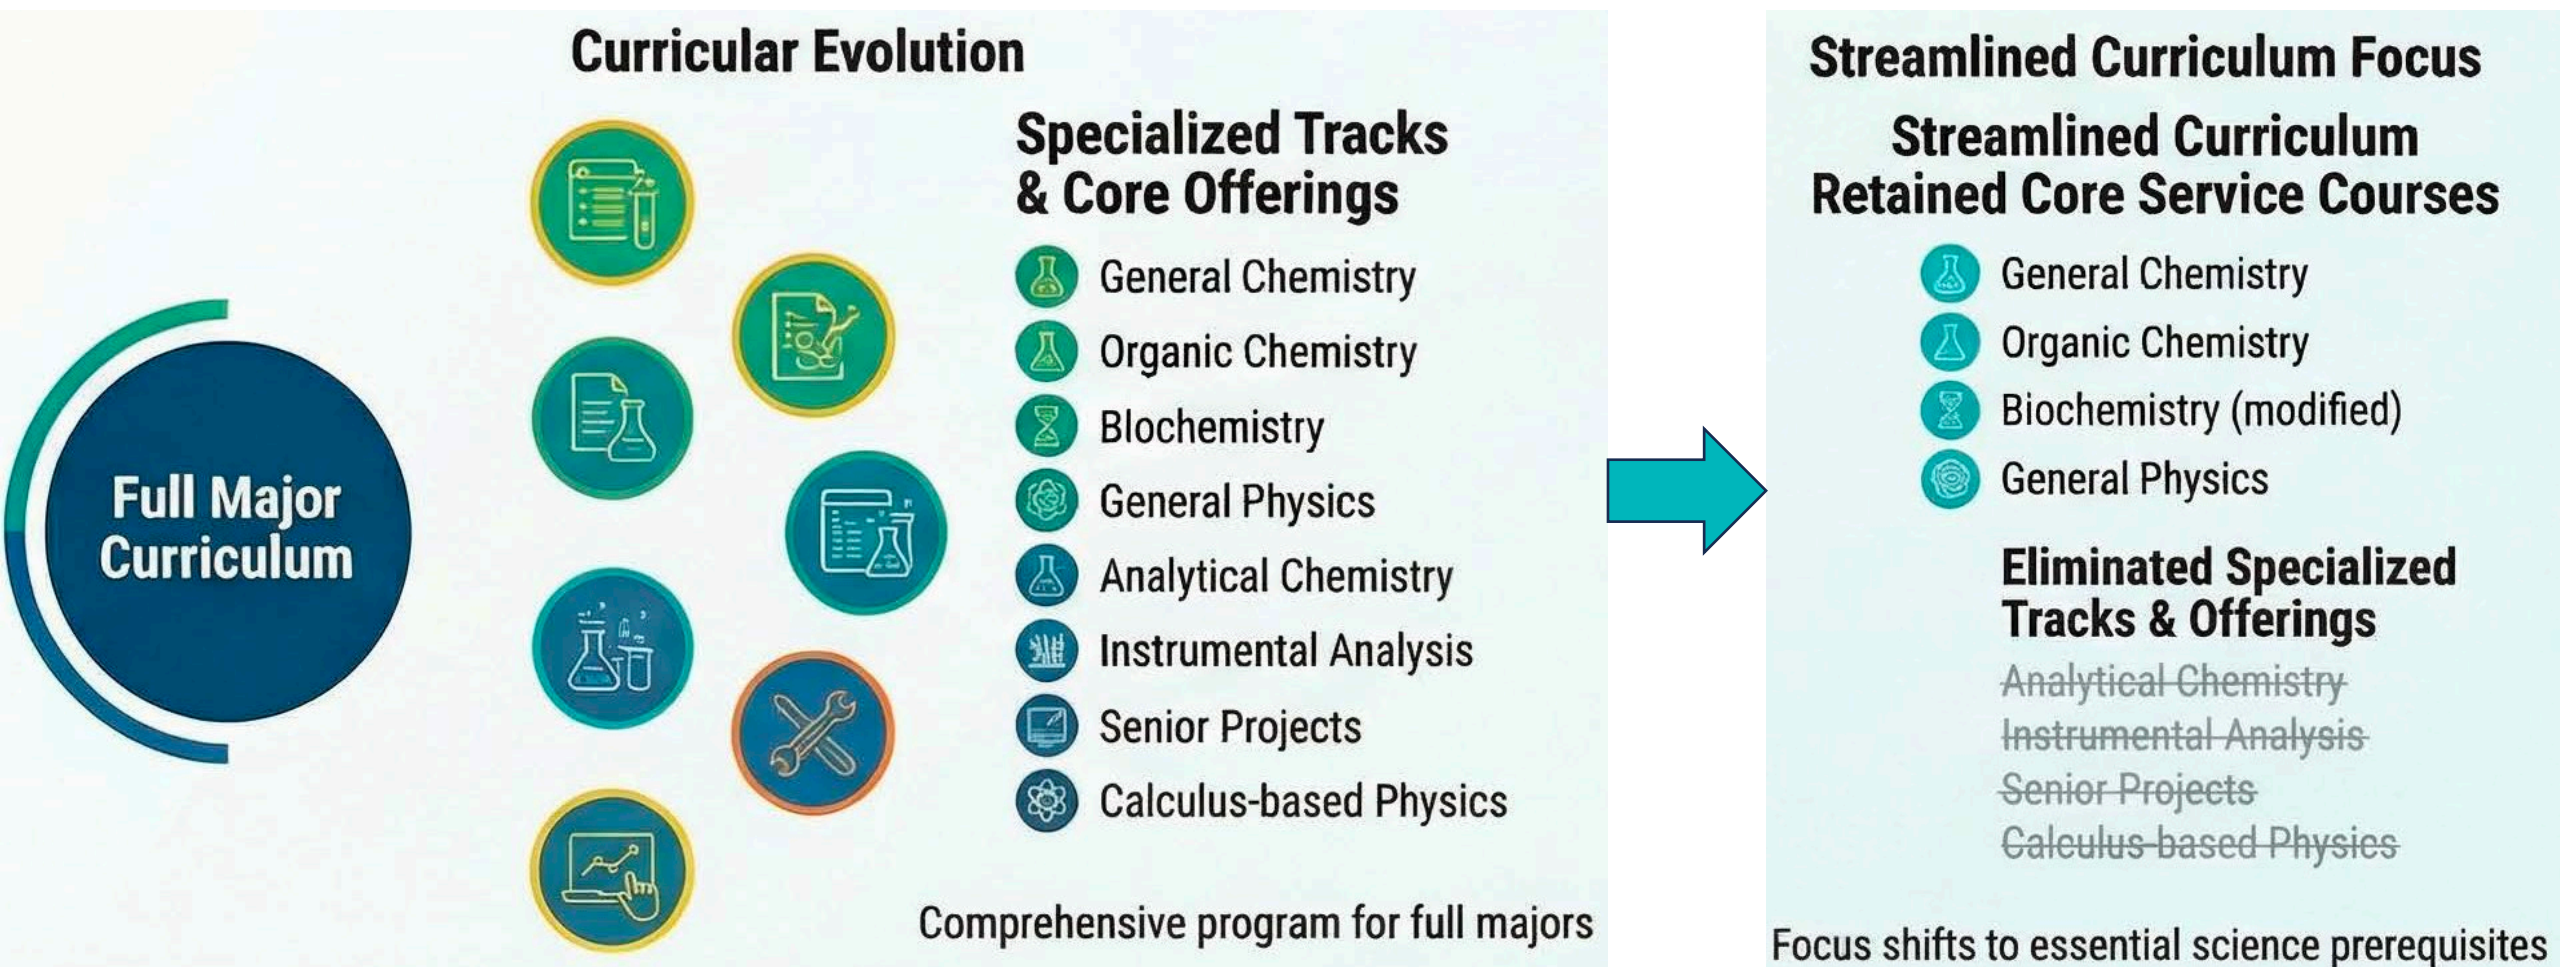 Curricular Evolution
Full Major
Curriculum
Specialized Tracks
& Core Offerings
General Chemistry
Organic Chemistry
Blochemistry
General Physics
Analytical Chemistry
Instrumental Analysis
Senior Projects
Calculus-based Physics
Comprehensive program for full majors
Streamlined Curriculum Focus
Streamlined Curriculum
Retained Core Service Courses
General Chemistry
Organic Chemistry
Biochemistry (modified)
General Physics
Eliminated Specialized
Tracks & Offerings
Analytical Chemistry
Instrumental Analysis
Senior Projects
Calculus-based Physics
Focus shifts to essential science prerequisites